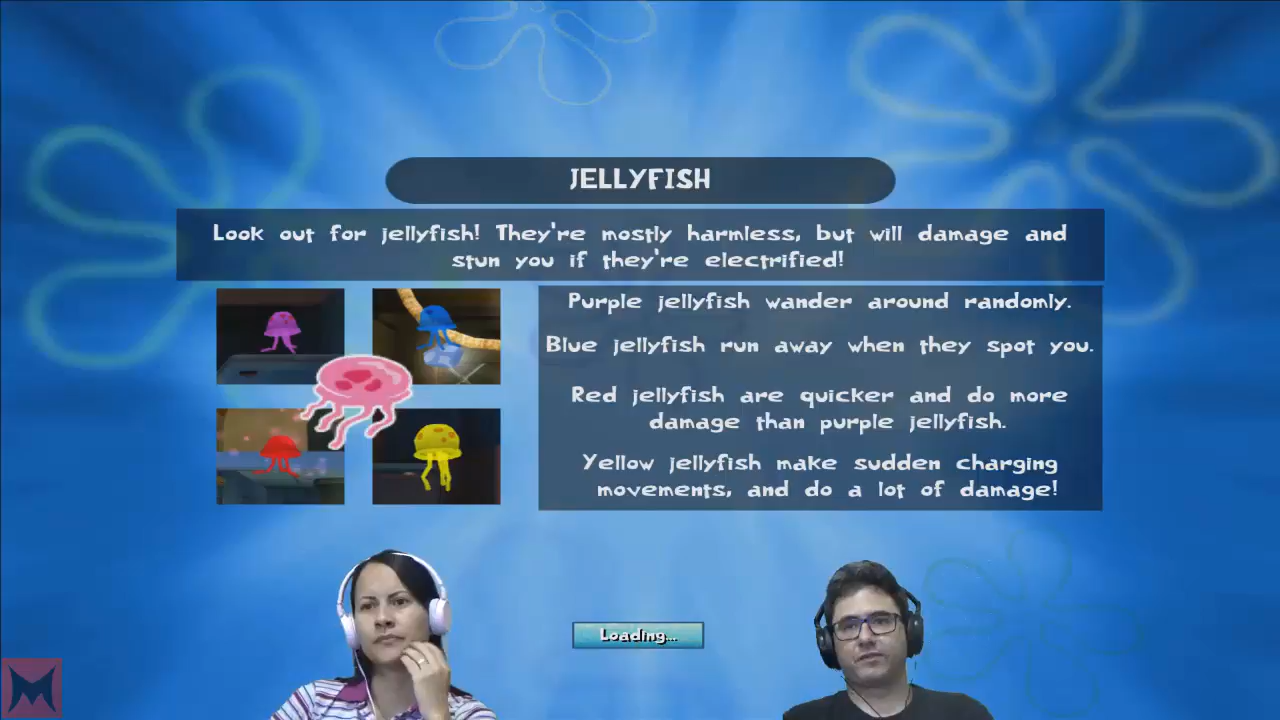 JELLYFISH
Look out for jellyfish! They're mostly harmless, but will damage and
stun you if they're electrified!
Purple jellyfish wander around randomly.
Blue jellyfish run away when they spot you.
Red jellyfish are quicker and do more
damage than purple jellyfish.
Yellow jellyfish make sudden charging
movements, and do a lot of damage!
Loading...